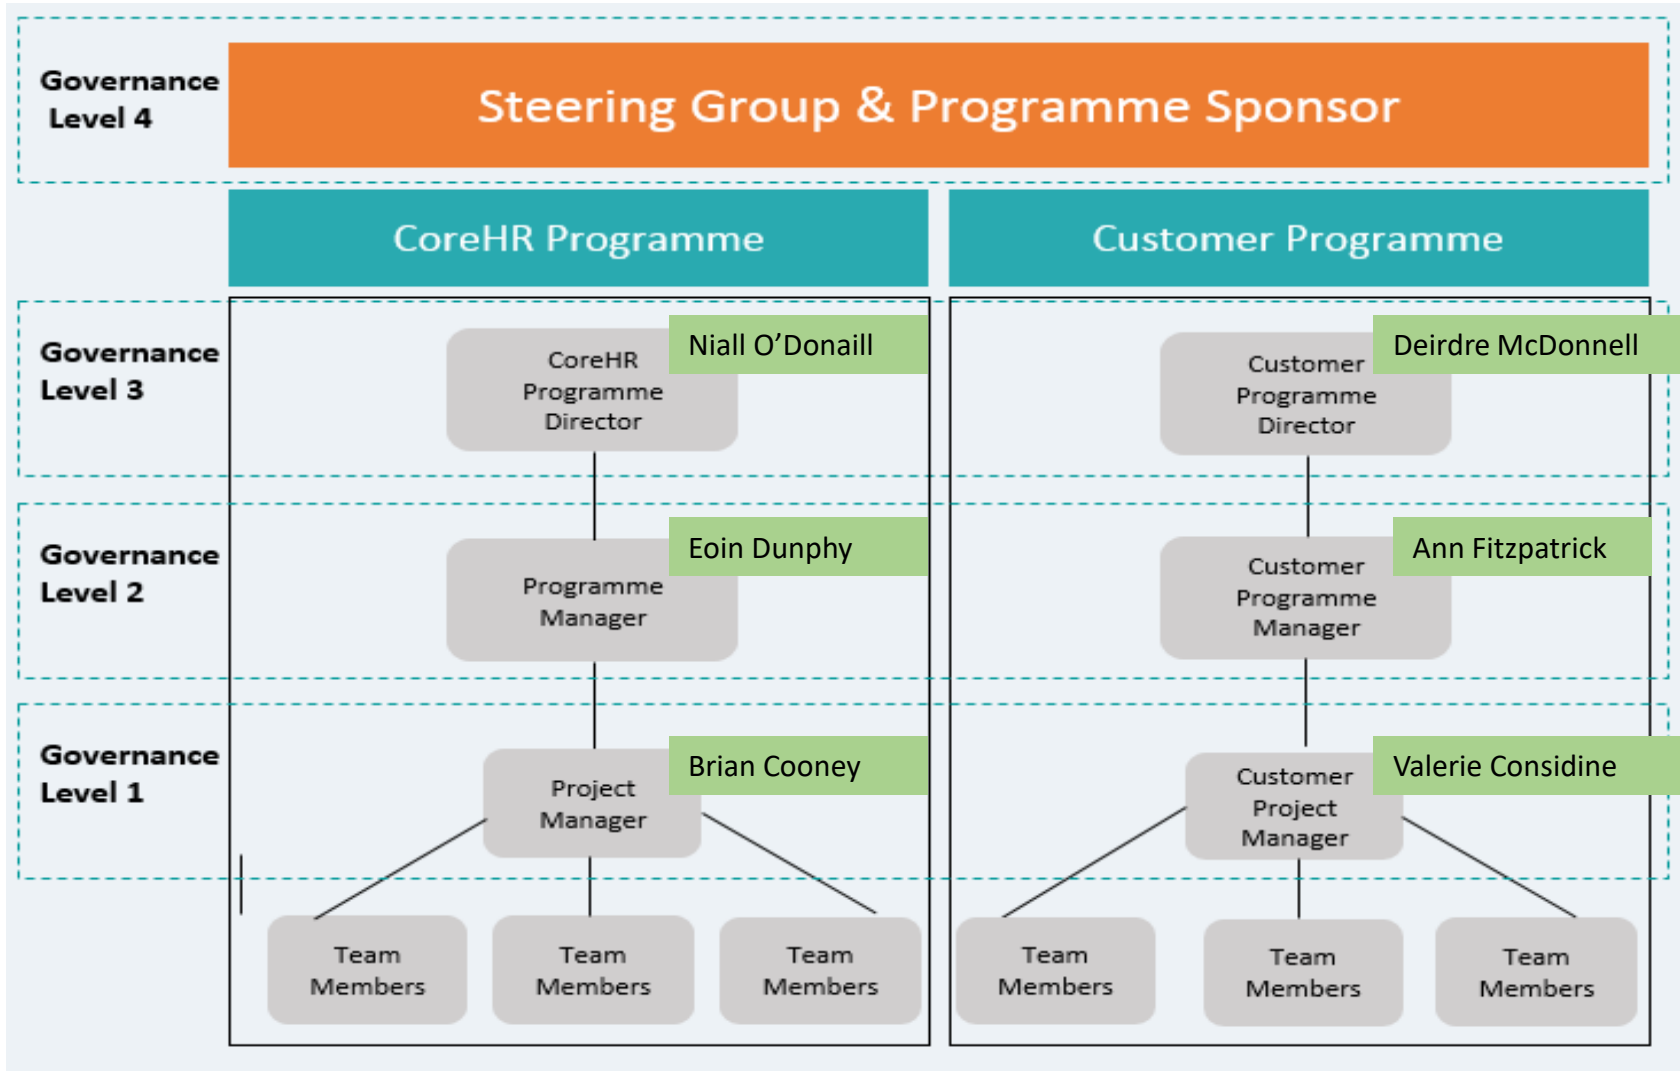 Governance
Level 4
Steering Group & Programme Sponsor
CoreHR Programme
Customer Programme
Governance
Level 3
CoreHR
Programme
Director
Niall O’Donaill
Customer
Programme
Director
Deirdre McDonnell
Governance
Level 2
Programme
Manager
Eoin Dunphy
Customer
Programme
Manager
Ann Fitzpatrick
Governance
Level 1
Project
Manager
Brian Cooney
Customer
Project
Manager
Valerie Considine
Team
Members
Team
Members
Team
Members
Team
Members
Team
Members
Team
Members